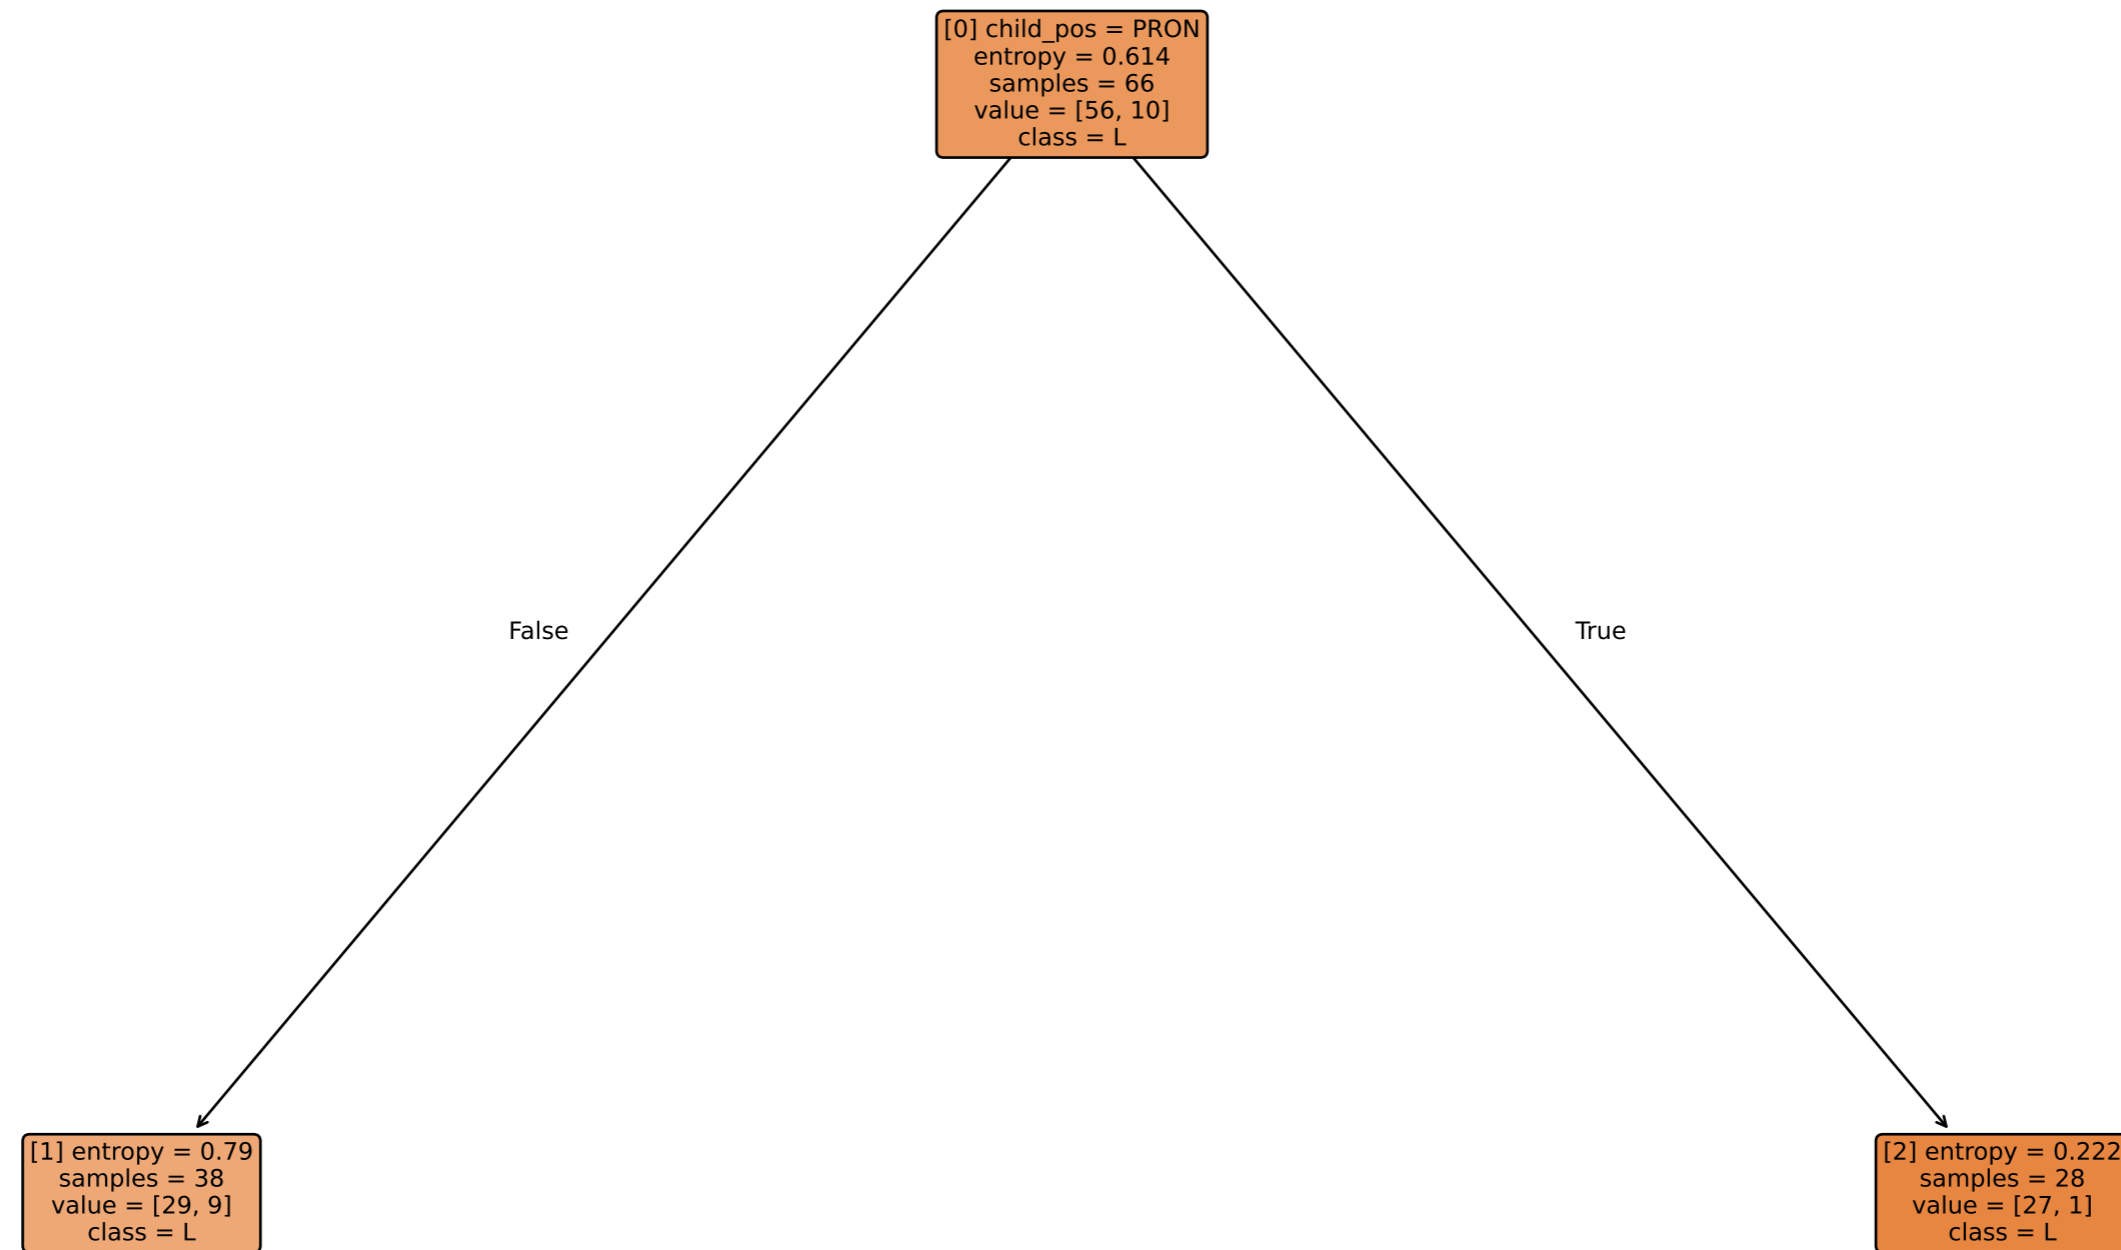 [0] child_pos = PRON
entropy = 0.614
samples = 66
value = [56, 10]
class = L
False
True
[1] entropy = 0.79
samples = 38
value = [29, 9]
class = L
[2] entropy = 0.222
samples = 28
value = [27, 1]
class = L